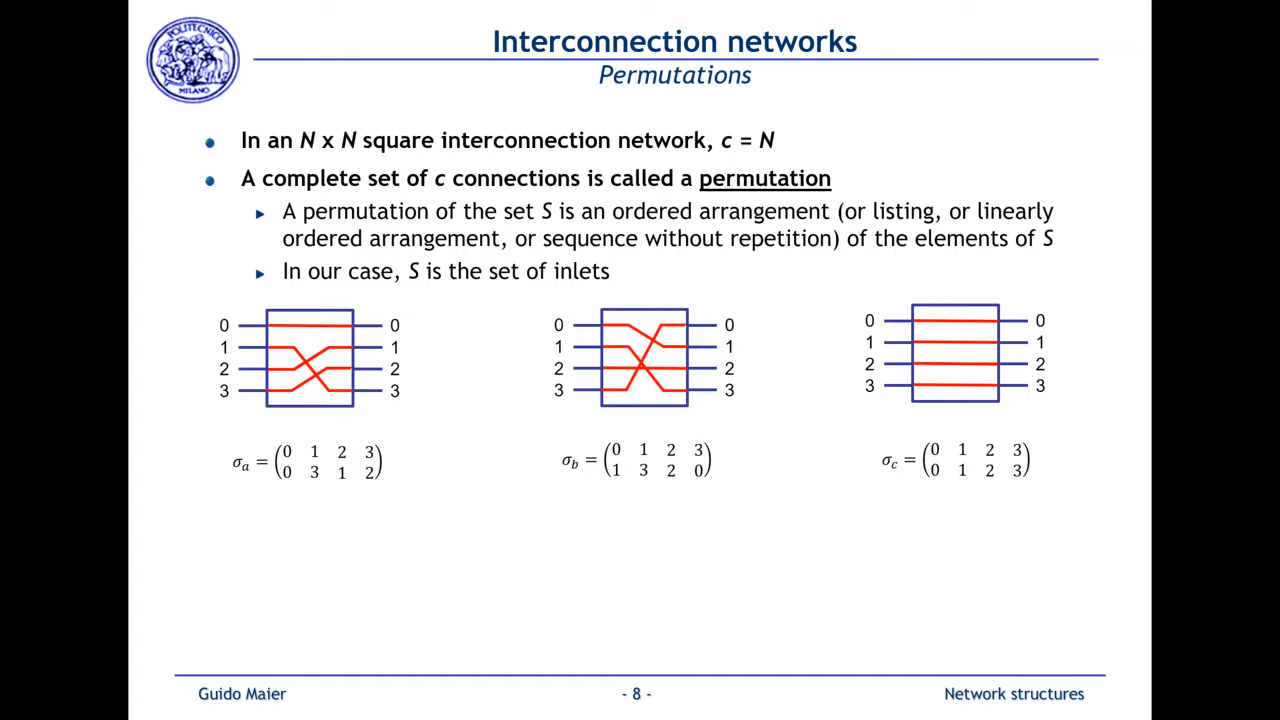 POLITECNICO
MILANO
Interconnection networks
Permutations
In an N x N square interconnection network, c = N
A complete set of c connections is called a permutation
A permutation of the set S is an ordered arrangement (or listing, or linearly
ordered arrangement, or sequence without repetition) of the elements of S
In our case, S is the set of inlets
0 0
1 1
2 2
3 3
σa = (0 1 2 3
0 3 1 2)
0 0
1 1
2 2
3 3
σb = (0 1 2 3
1 3 2 0)
0 0
1 1
2 2
3 3
σc = (0 1 2 3
0 1 2 3)
Guido Maier
- 8 -
Network structures